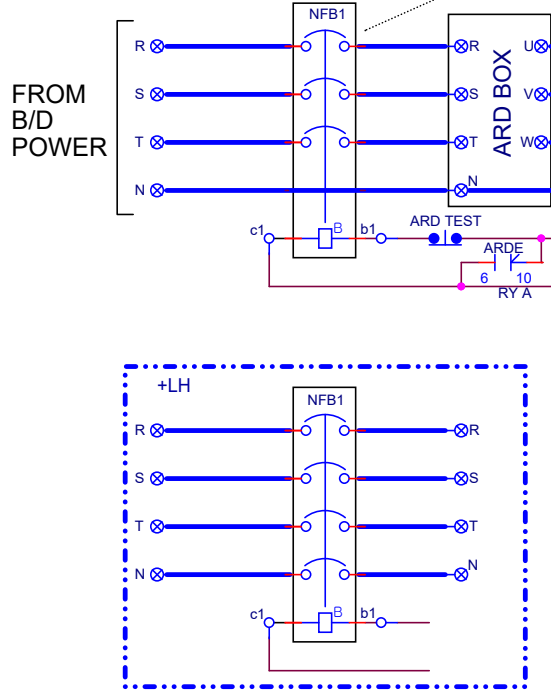 NFB1
R R U
S S V
T T W
N N
FROM
B/D
POWER
ARD BOX
c1 B b1
ARD TEST
ARDE
6 10
RY A
+LH
NFB1
R R
S S
T T
N N
c1 B b1